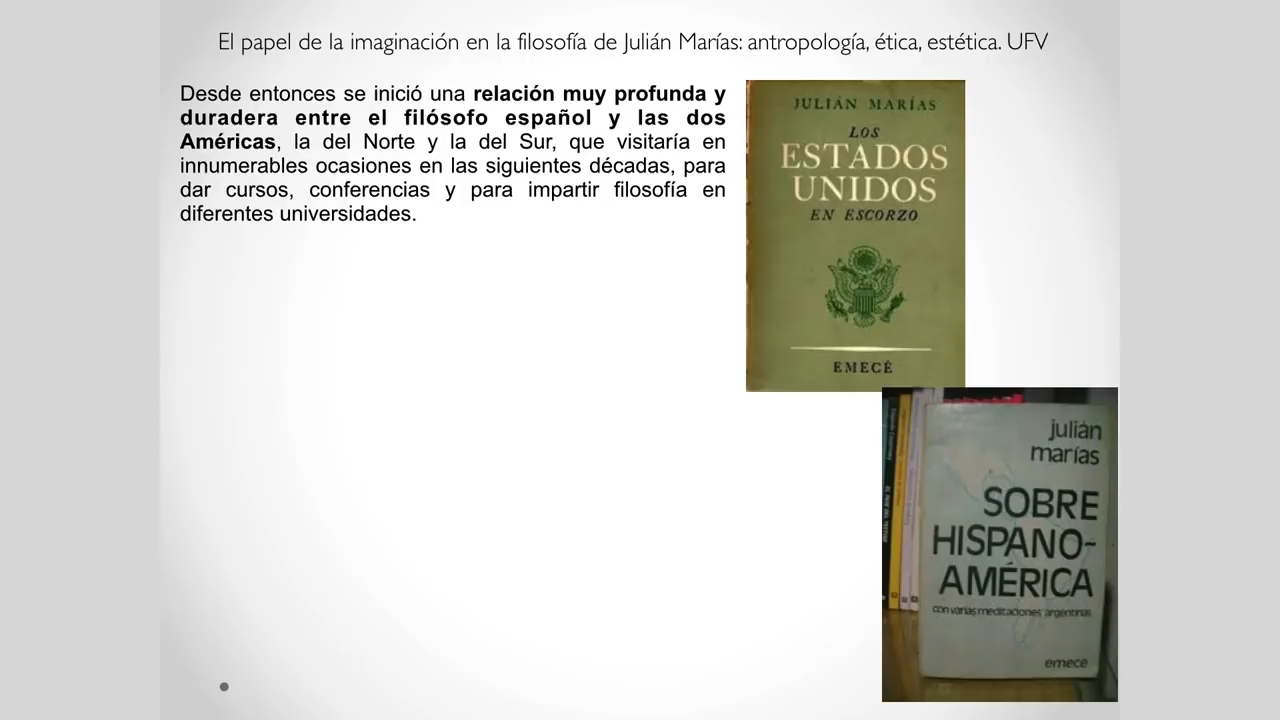 El papel de la imaginación en la filosofía de Julián Marías: antropología, ética, estética. UFV
Desde entonces se inició una relación muy profunda y
duradera entre el filósofo español y las dos
Américas, la del Norte y la del Sur, que visitaría en
innumerables ocasiones en las siguientes décadas, para
dar cursos, conferencias y para impartir filosofía en
diferentes universidades.
JULIÁN MARÍAS
LOS
ESTADOS
UNIDOS
EN ESCORZO
EMECÉ
julián
marías
SOBRE
HISPANO-
AMÉRICA
con varias meditaciones argentinas
emecé